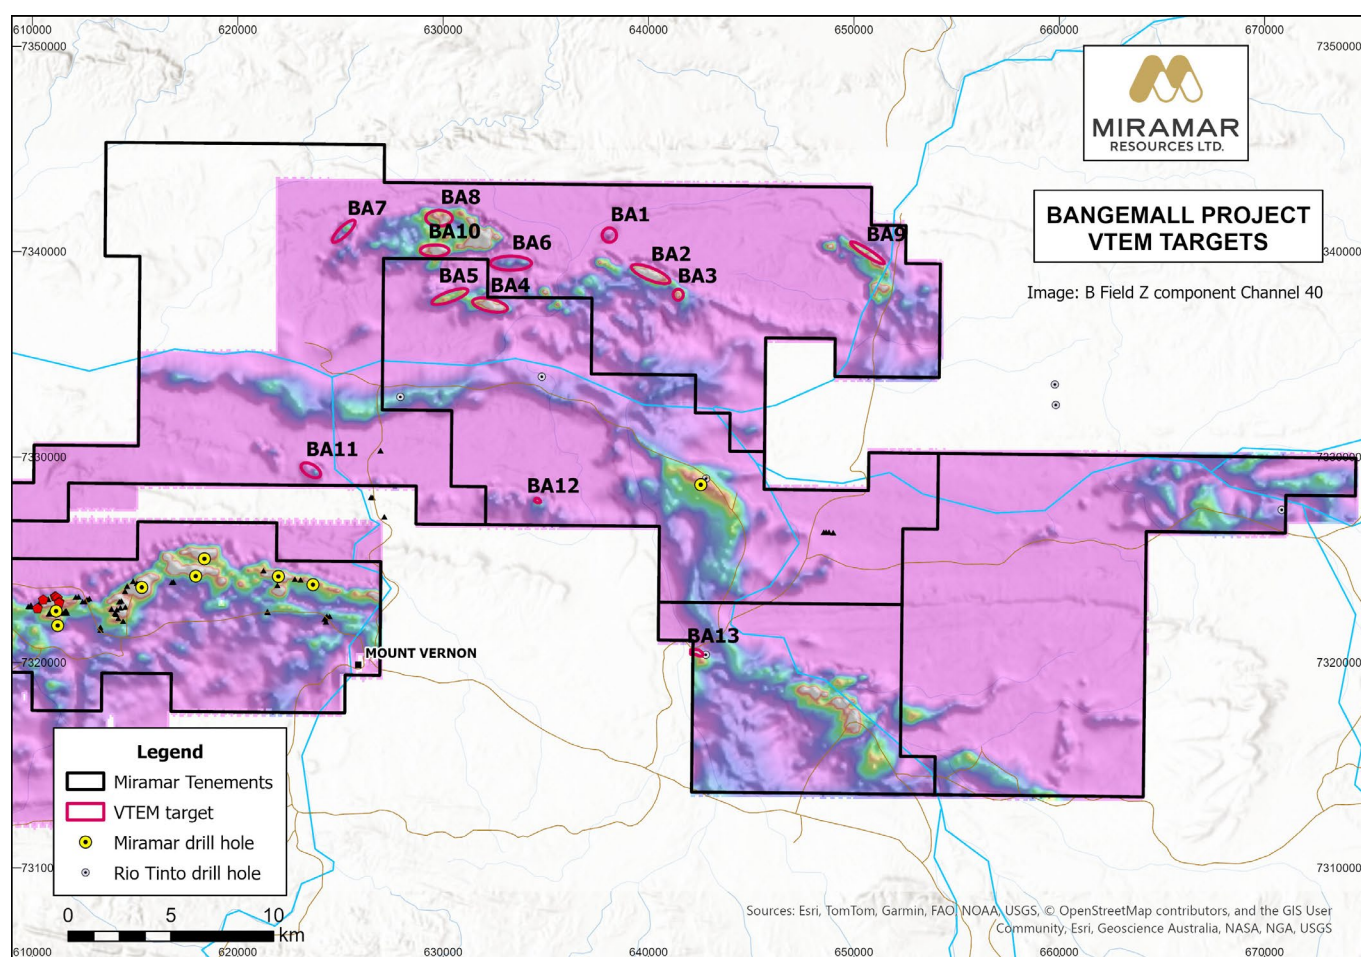 610000 620000 630000 640000 650000 660000 670000
7350000 7350000
MIRAMAR
RESOURCES LTD.
BANGEMALL PROJECT
VTEM TARGETS
Image: B Field Z component Channel 40
BA7
BA8
BA10
BA6
BA1
BA2
BA3
BA9
BA5
BA4
7340000 7340000
7330000 7330000
BA11
BA12
BA13
7320000 7320000
MOUNT VERNON
Legend
Miramar Tenements
VTEM target
Miramar drill hole
Rio Tinto drill hole
7310000 7310000
0 5 10
km
Sources: Esri, TomTom, Garmin, FAO, NOAA, USGS, © OpenStreetMap contributors, and the GIS User
Community, Esri, Geoscience Australia, NASA, NGA, USGS
610000 620000 630000 640000 650000 660000 670000